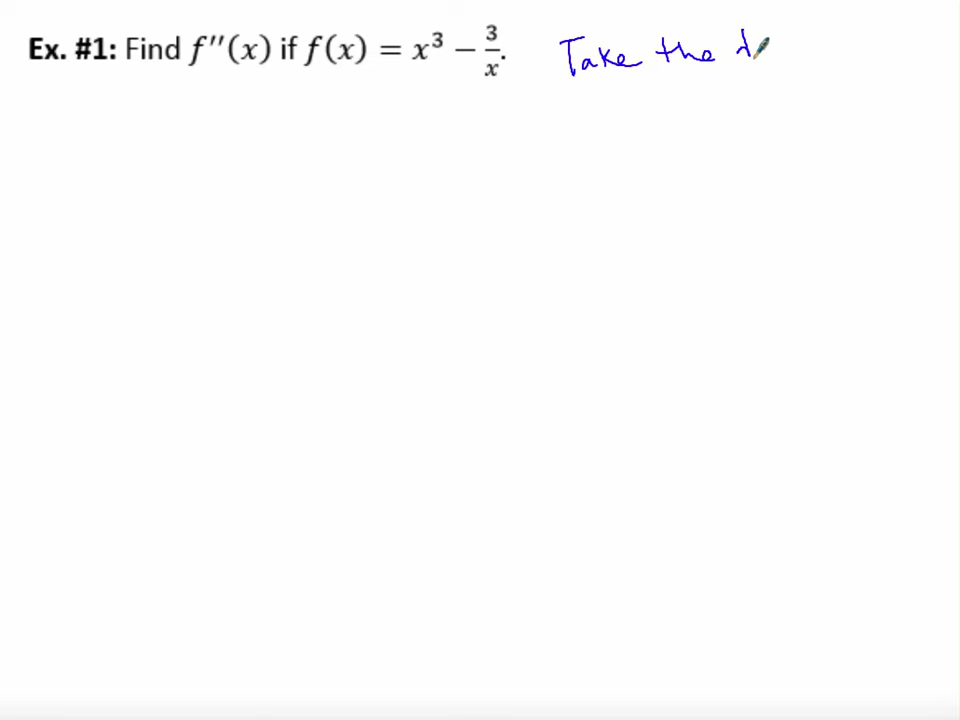 Ex. #1: Find f″(x) if f(x) = x³ − 3/x. Take the